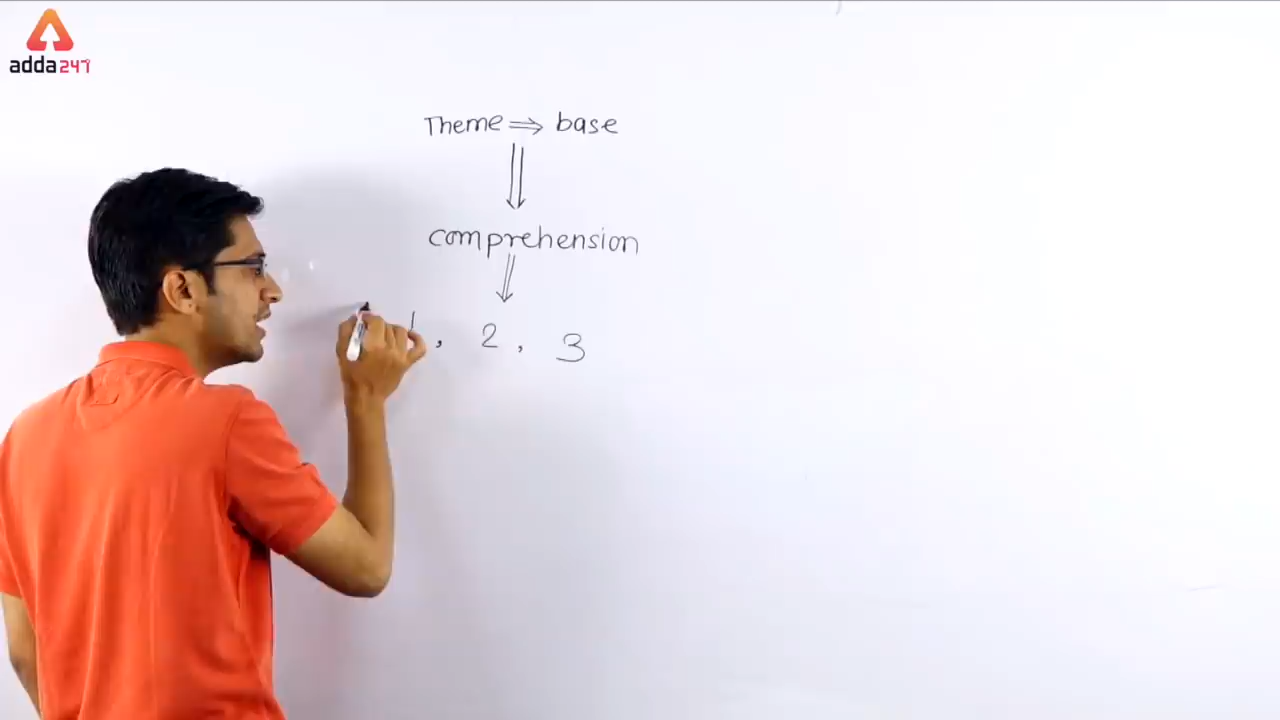 adda247
Theme ⇒ base
comprehension
1, 2, 3